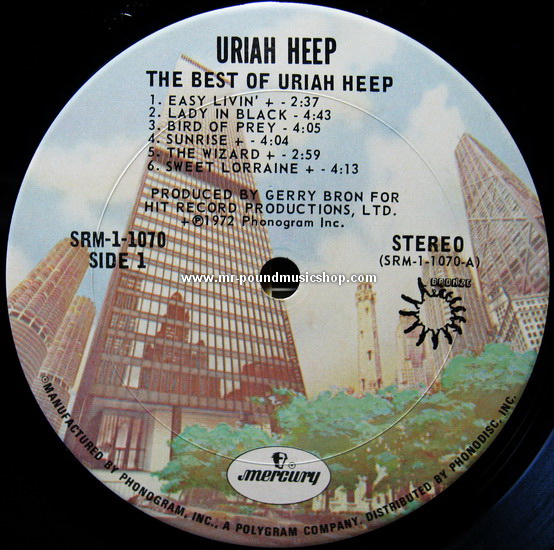 URIAH HEEP
THE BEST OF URIAH HEEP
1. EASY LIVIN' + - 2:37
2. LADY IN BLACK - 4:43
3. BIRD OF PREY - 4:05
4. SUNRISE + - 4:04
5. THE WIZARD + - 2:59
6. SWEET LORRAINE + - 4:13
PRODUCED BY GERRY BRON FOR
HIT RECORD PRODUCTIONS, LTD.
+ ℗1972 Phonogram Inc.
SRM-1-1070
SIDE 1
STEREO
(SRM-1-1070-A)
www.mr-poundmusicshop.com
BRONZE
mercury
©MANUFACTURED BY PHONOGRAM, INC., A POLYGRAM COMPANY, DISTRIBUTED BY PHONODISC, INC.